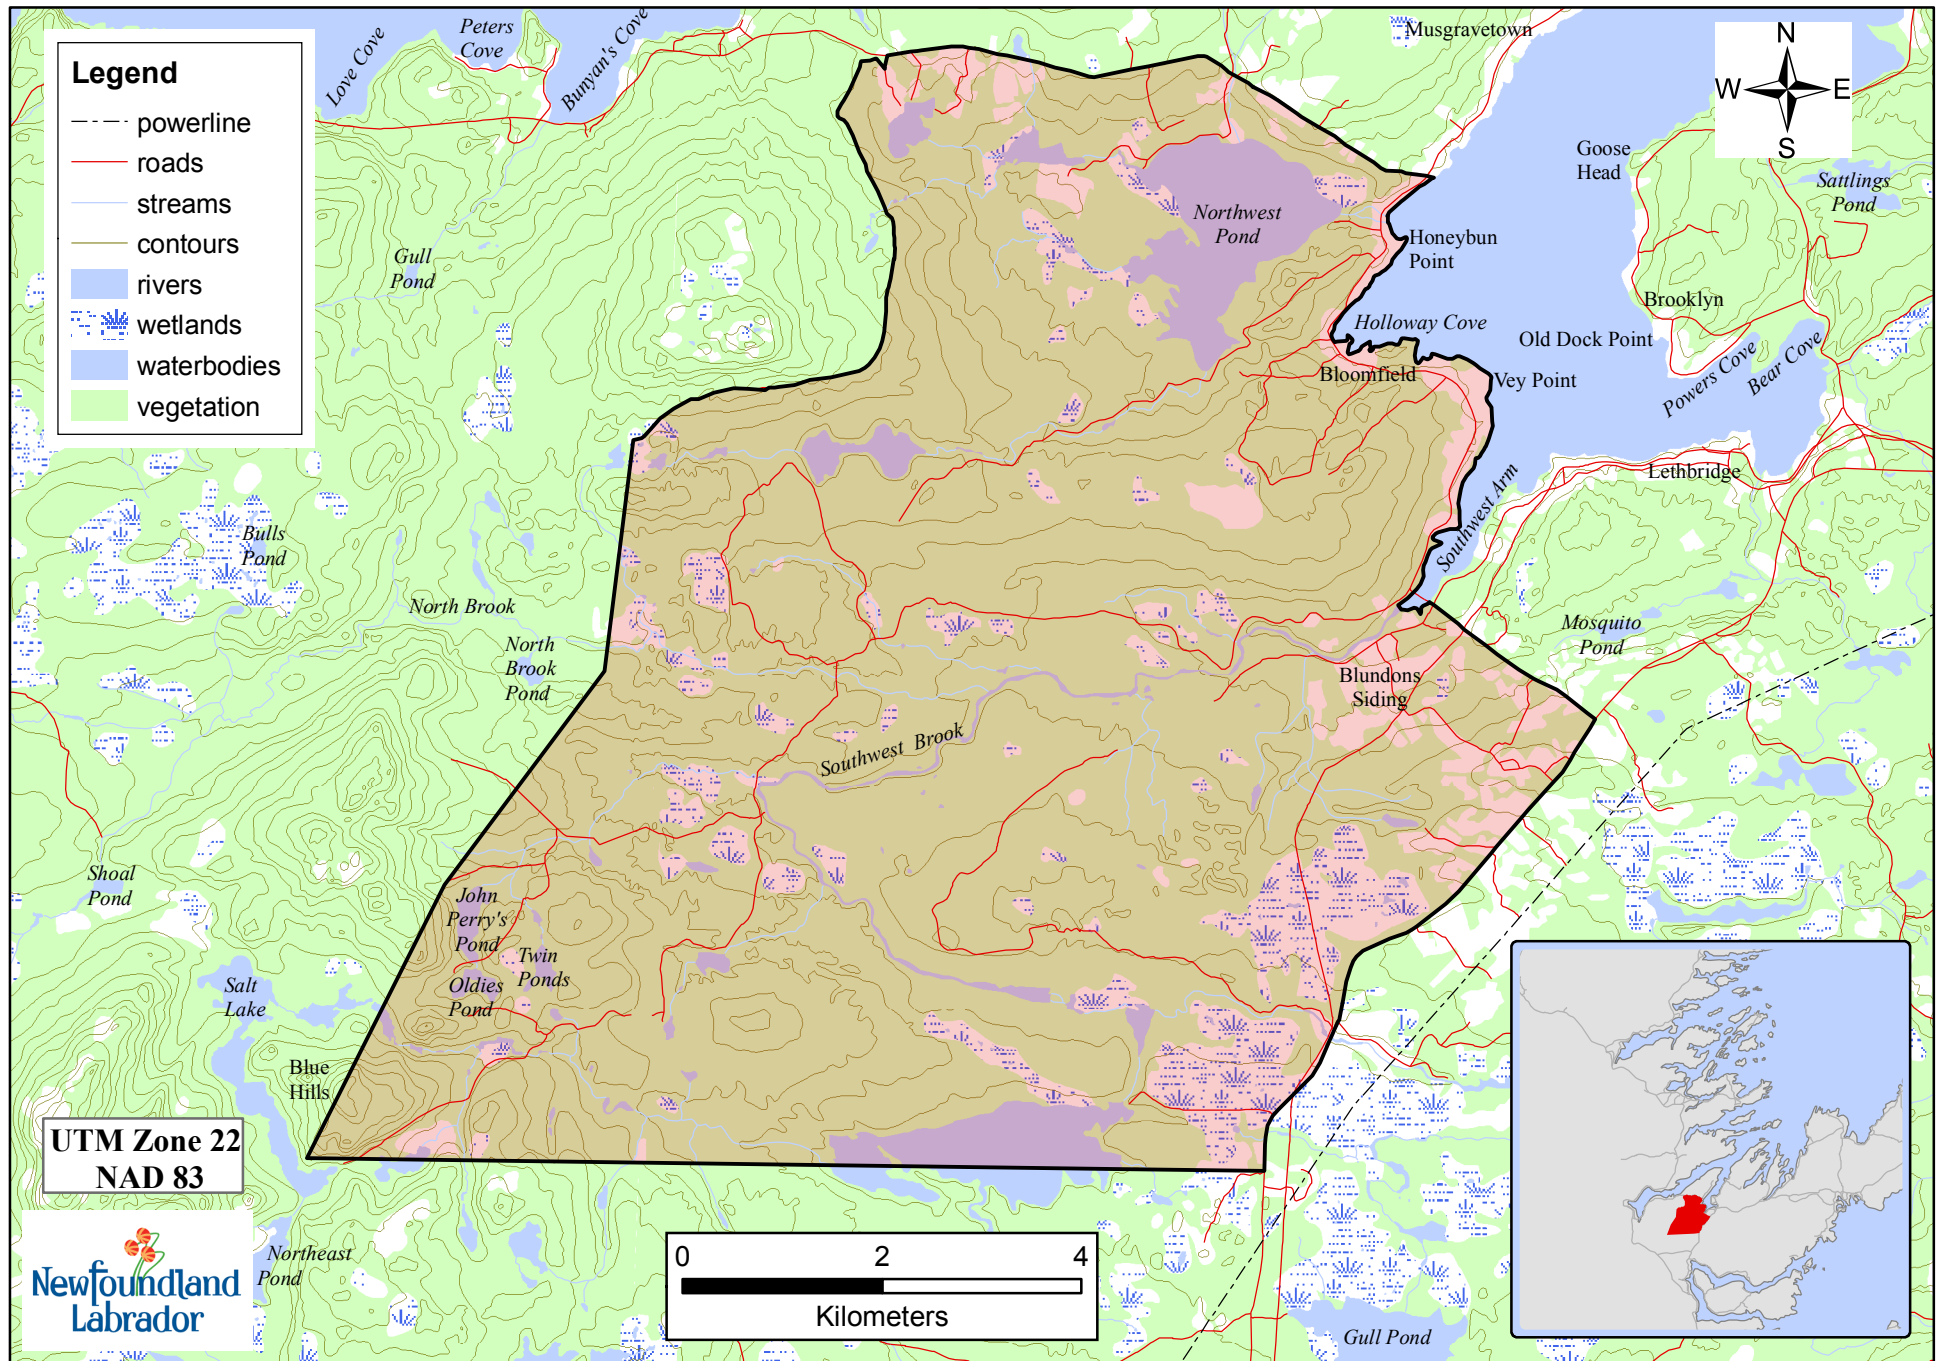 Legend
powerline
roads
streams
contours
rivers
wetlands
waterbodies
vegetation
Love Cove
Peters
Cove
Bunyan's Cove
Musgravetown
N
W
E
S
Goose
Head
Sattlings
Pond
Gull
Pond
Northwest
Pond
Honeybun
Point
Brooklyn
Holloway Cove
Old Dock Point
Powers Cove
Bear Cove
Bloomfield
Vey Point
Lethbridge
Southwest Arm
Bulls
Pond
North Brook
North
Brook
Pond
Mosquito
Pond
Blundons
Siding
Southwest Brook
Shoal
Pond
John
Perry's
Pond
Twin
Ponds
Oldies
Pond
Salt
Lake
Blue
Hills
UTM Zone 22
NAD 83
Newfoundland
Labrador
Northeast
Pond
0 2 4
Kilometers
Gull Pond